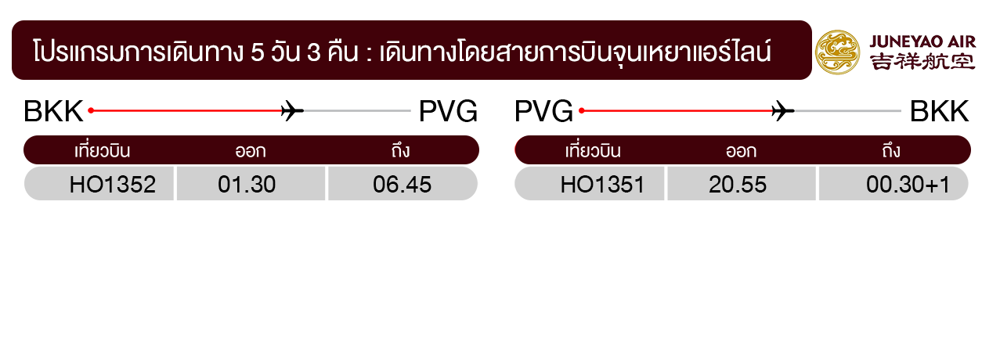 โปรแกรมการเดินทาง 5 วัน 3 คืน : เดินทางโดยสายการบินจุนเหยาแอร์ไลน์
JUNEYAO AIR
吉祥航空
BKK PVG
เที่ยวบิน ออก ถึง
HO1352 01.30 06.45
PVG BKK
เที่ยวบิน ออก ถึง
HO1351 20.55 00.30+1